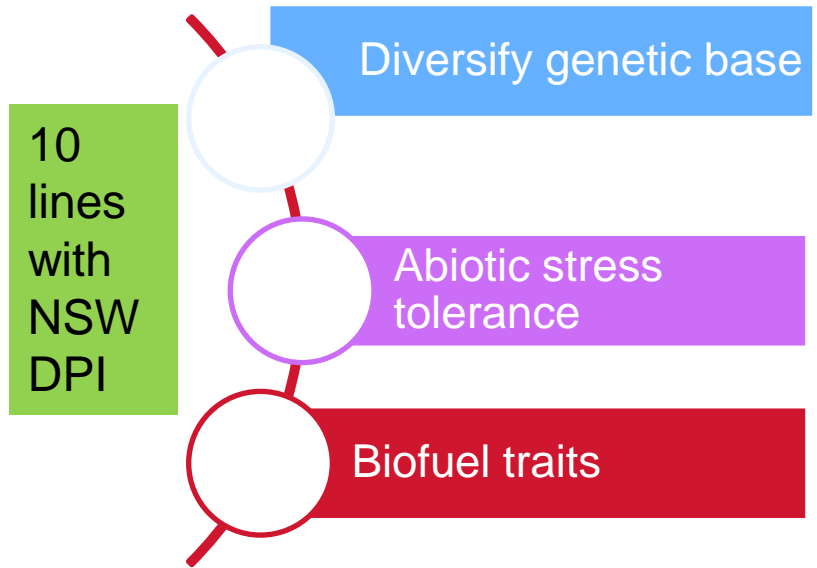 10
lines
with
NSW
DPI
Diversify genetic base
Abiotic stress
tolerance
Biofuel traits